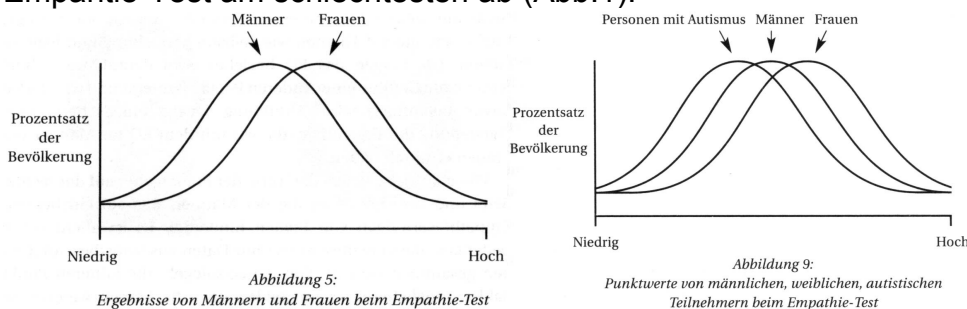 Empathie-Test am schlechtesten ab (Abb.1).
Männer Frauen
Prozentsatz
der
Bevölkerung
Niedrig Hoch
Abbildung 5:
Ergebnisse von Männern und Frauen beim Empathie-Test
Personen mit Autismus Männer Frauen
Prozentsatz
der
Bevölkerung
Niedrig Hoch
Abbildung 9:
Punktwerte von männlichen, weiblichen, autistischen
Teilnehmern beim Empathie-Test